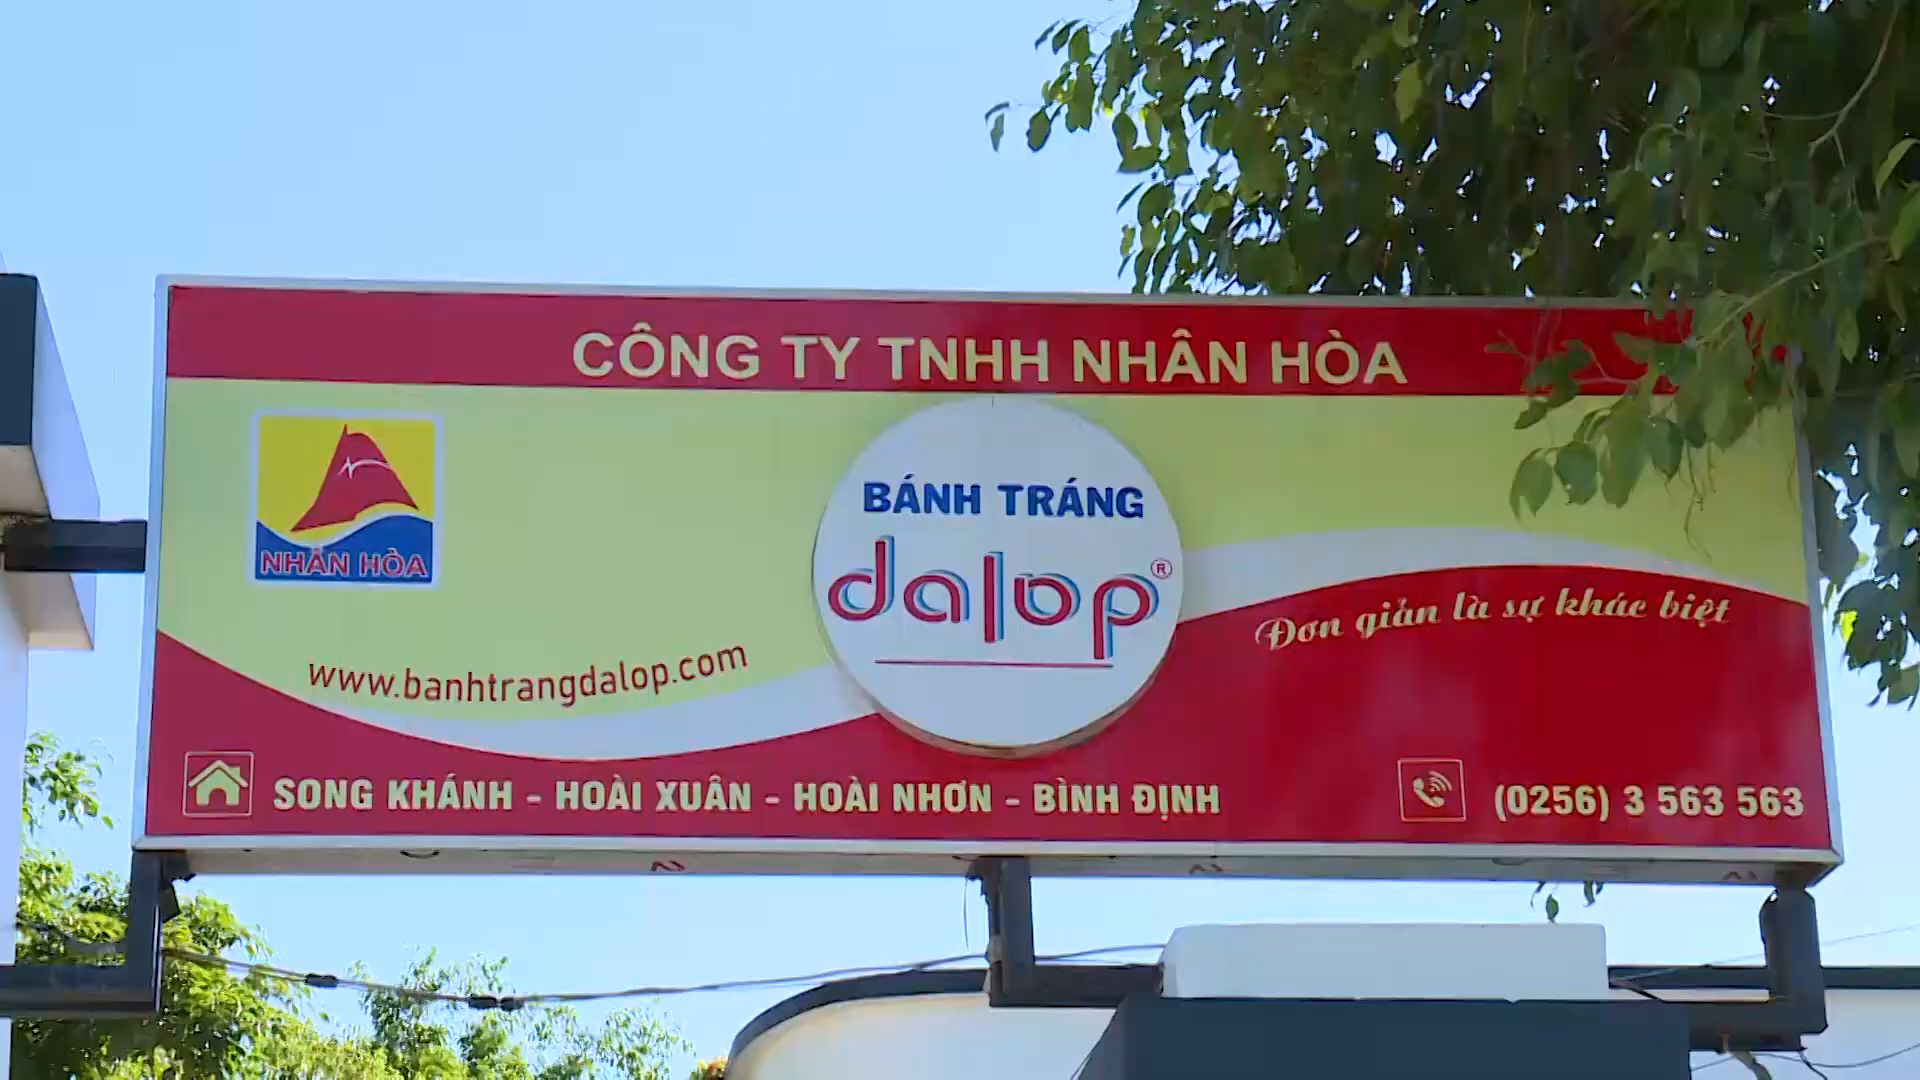 CÔNG TY TNHH NHÂN HÒA
NHÂN HÒA
BÁNH TRÁNG
dalop®
www.banhtrangdalop.com
Đơn giản là sự khác biệt
SONG KHÁNH - HOÀI XUÂN - HOÀI NHƠN - BÌNH ĐỊNH
(0256) 3 563 563